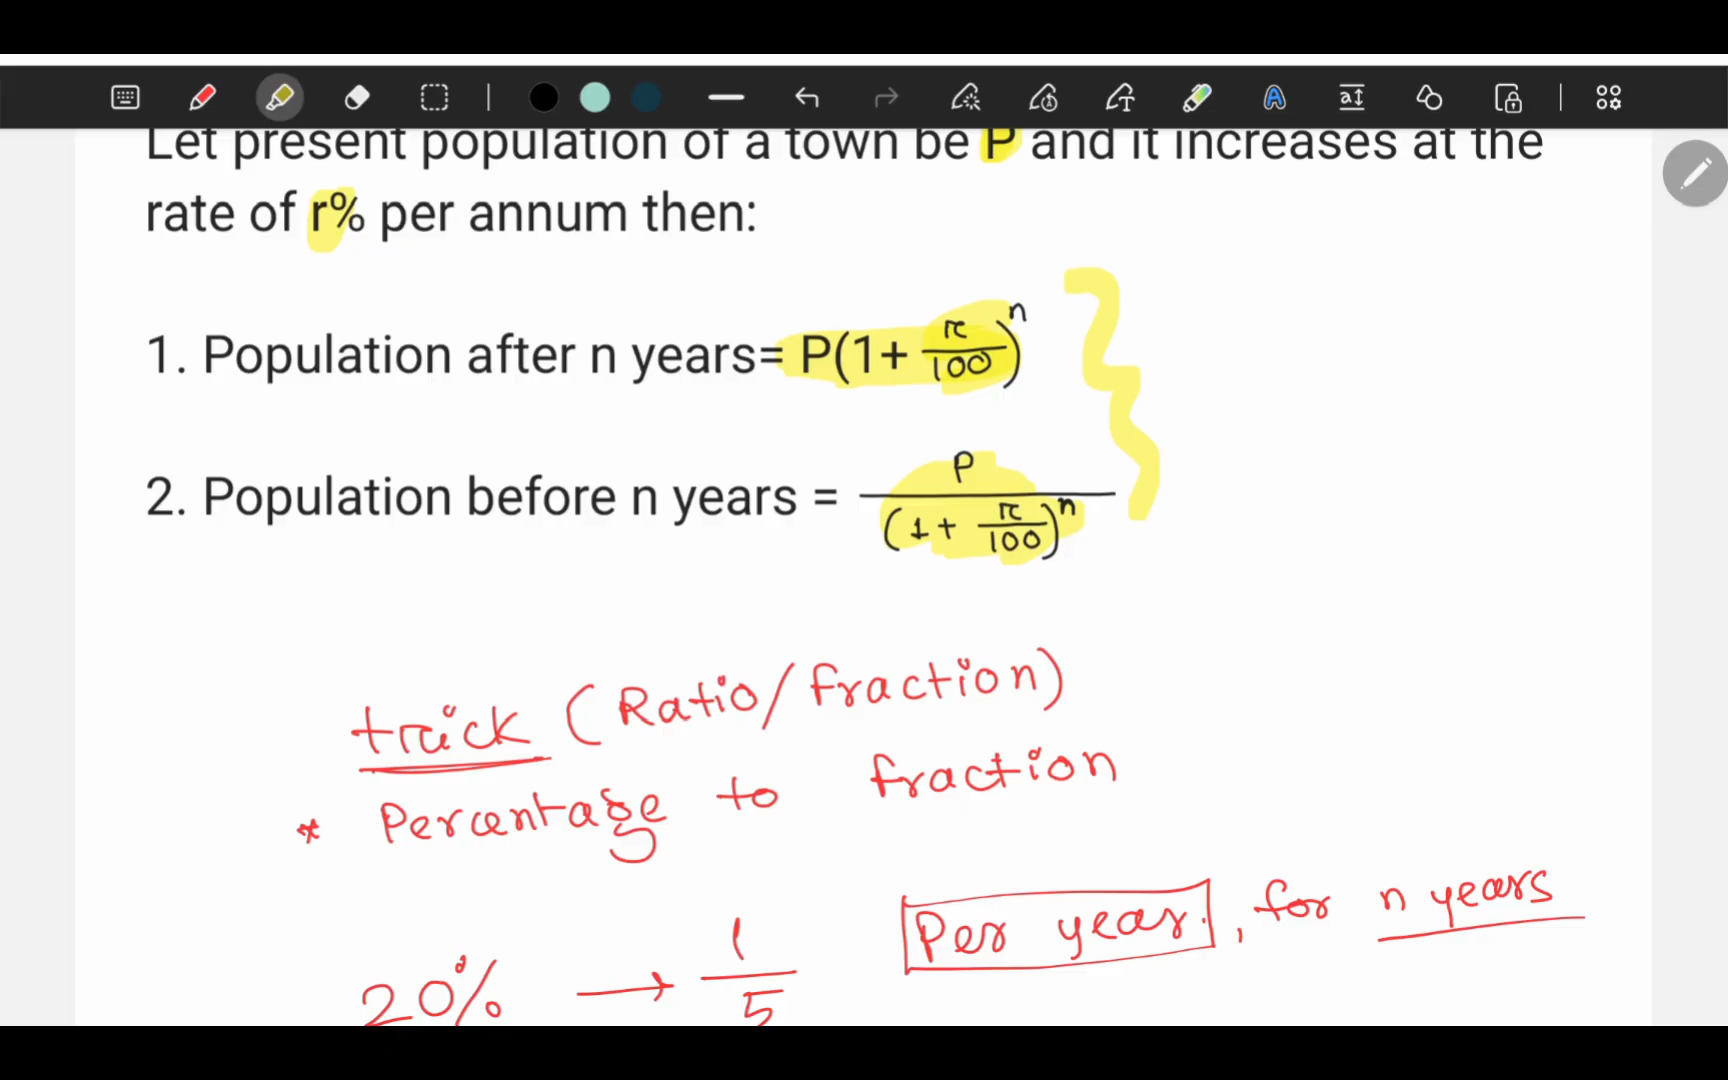 Let present population of a town be P and it increases at the
rate of r% per annum then:
1. Population after n years= P(1+ r/100)^n
2. Population before n years = P/(1+ r/100)^n
trick (Ratio/fraction)
* Percentage to fraction
Per year, for n years
20% → 1/5